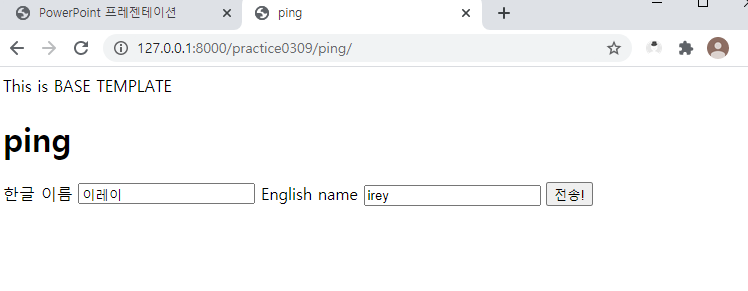 PowerPoint 프레젠테이션
ping
127.0.0.1:8000/practice0309/ping/
This is BASE TEMPLATE
ping
한글 이름 이레이 English name irey 전송!